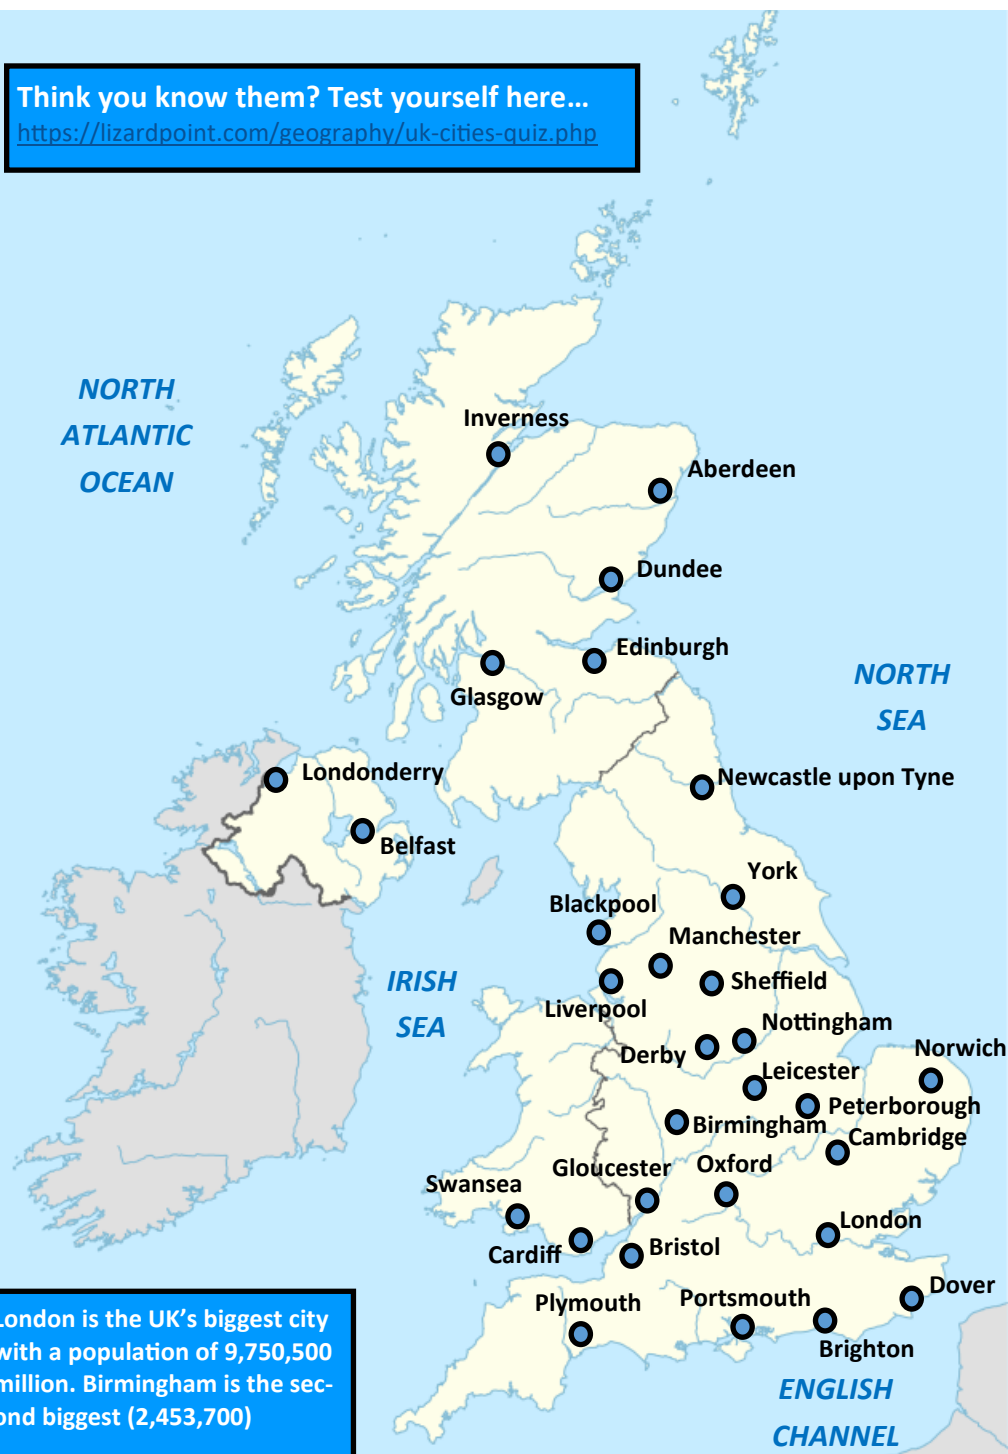 Think you know them? Test yourself here...
https://lizardpoint.com/geography/uk-cities-quiz.php
NORTH
ATLANTIC
OCEAN
Inverness
Aberdeen
Dundee
Edinburgh
Glasgow
NORTH
SEA
Londonderry
Newcastle upon Tyne
Belfast
York
Blackpool
Manchester
IRISH
SEA
Sheffield
Liverpool
Nottingham
Derby
Norwich
Leicester
Peterborough
Birmingham
Cambridge
Gloucester
Oxford
Swansea
London
Cardiff
Bristol
Dover
Plymouth
Portsmouth
Brighton
London is the UK’s biggest city
with a population of 9,750,500
million. Birmingham is the sec-
ond biggest (2,453,700)
ENGLISH
CHANNEL